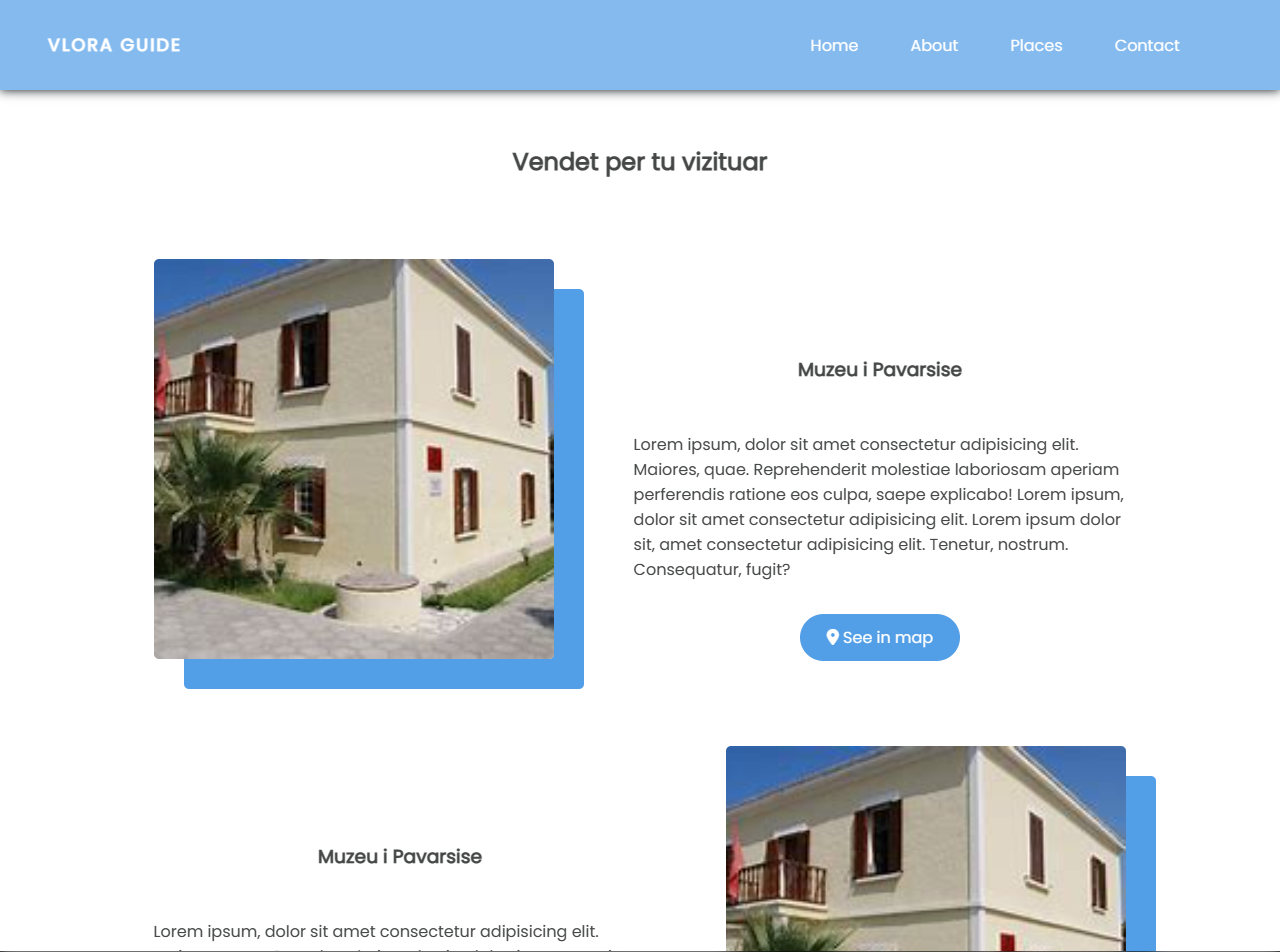 VLORA GUIDE
Home About Places Contact
Vendet per tu vizituar
Muzeu i Pavarsise
Lorem ipsum, dolor sit amet consectetur adipisicing elit.
Maiores, quae. Reprehenderit molestiae laboriosam aperiam
perferendis ratione eos culpa, saepe explicabo! Lorem ipsum,
dolor sit amet consectetur adipisicing elit. Lorem ipsum dolor
sit, amet consectetur adipisicing elit. Tenetur, nostrum.
Consequatur, fugit?
See in map
Muzeu i Pavarsise
Lorem ipsum, dolor sit amet consectetur adipisicing elit.